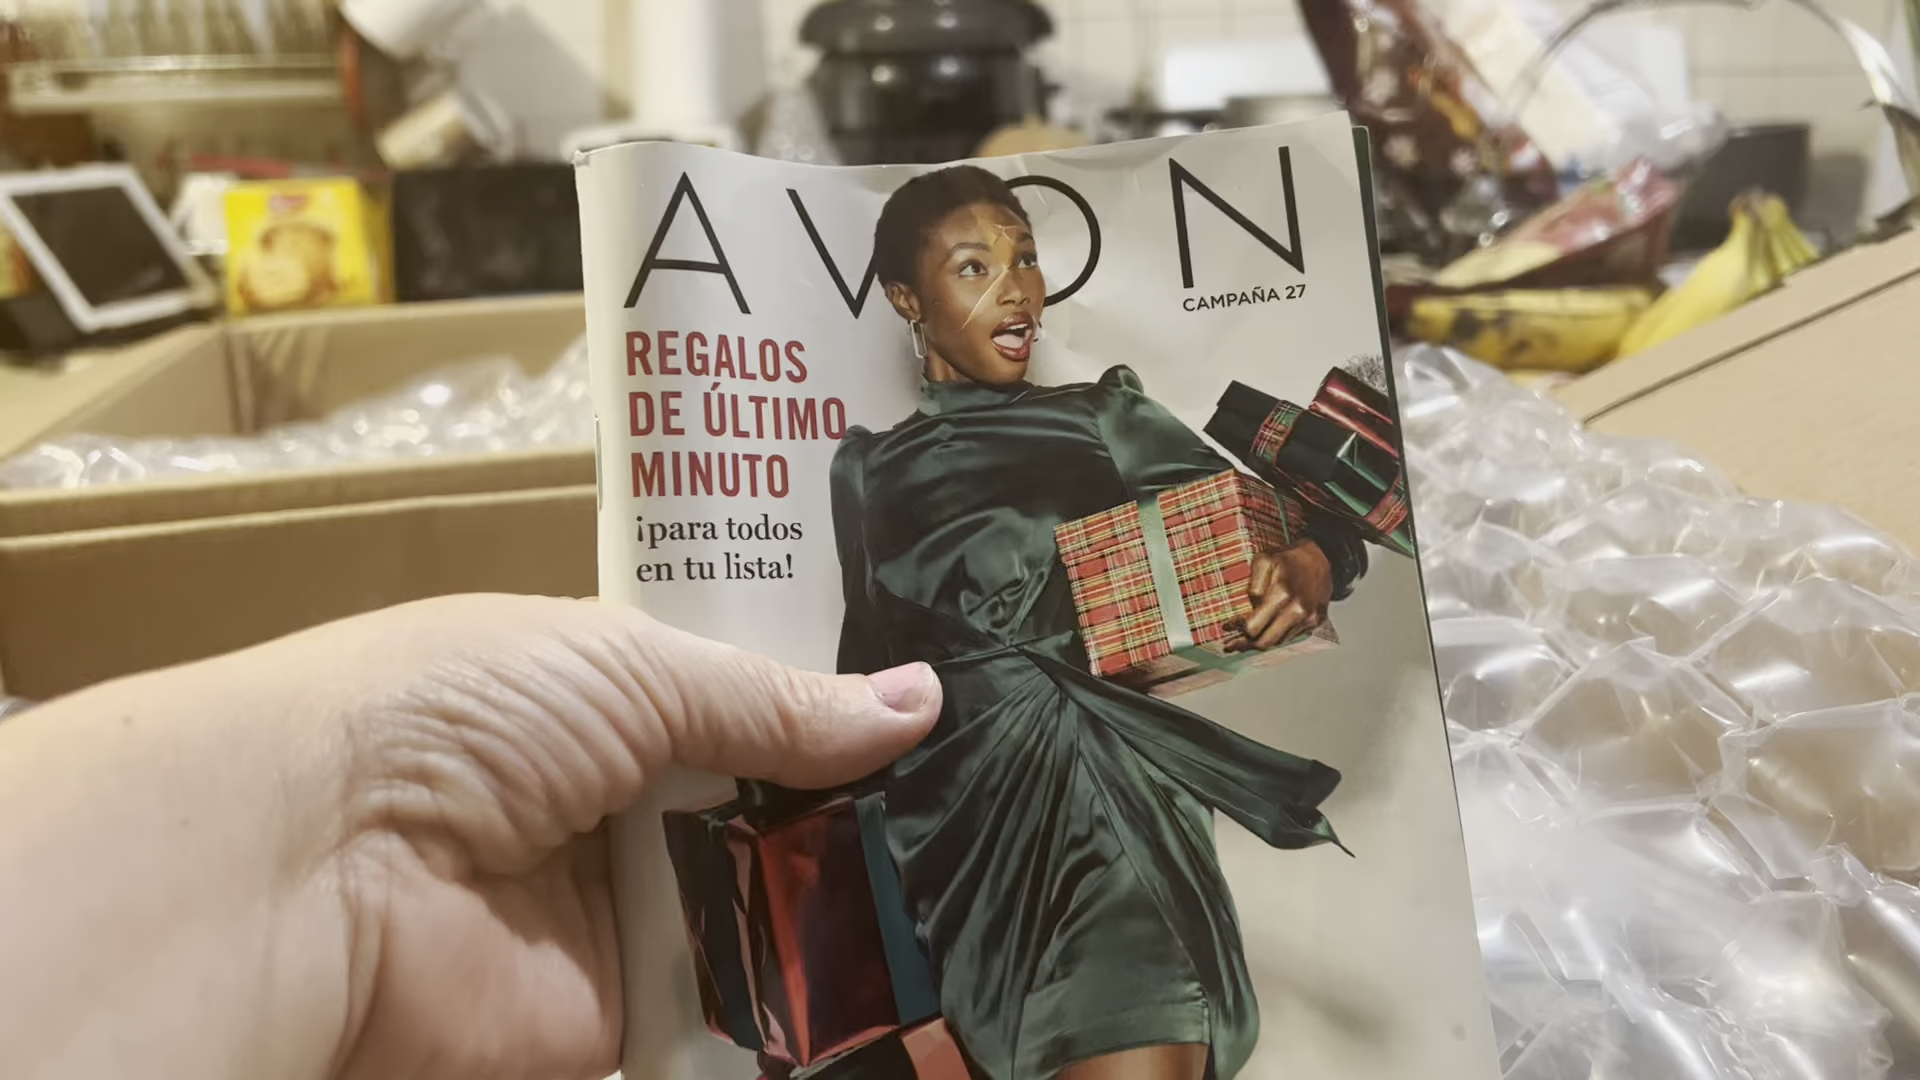 AVON
CAMPAÑA 27
REGALOS
DE ÚLTIMO
MINUTO
¡para todos
en tu lista!